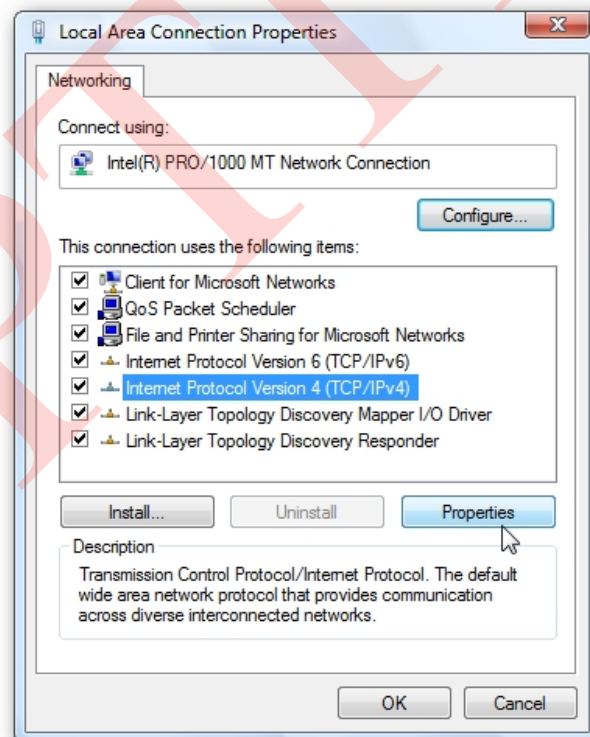 Local Area Connection Properties
Networking
Connect using:
Intel(R) PRO/1000 MT Network Connection
Configure...
This connection uses the following items:
Client for Microsoft Networks
QoS Packet Scheduler
File and Printer Sharing for Microsoft Networks
Internet Protocol Version 6 (TCP/IPv6)
Internet Protocol Version 4 (TCP/IPv4)
Link-Layer Topology Discovery Mapper I/O Driver
Link-Layer Topology Discovery Responder
Install...
Uninstall
Properties
Description
Transmission Control Protocol/Internet Protocol. The default
wide area network protocol that provides communication
across diverse interconnected networks.
OK
Cancel